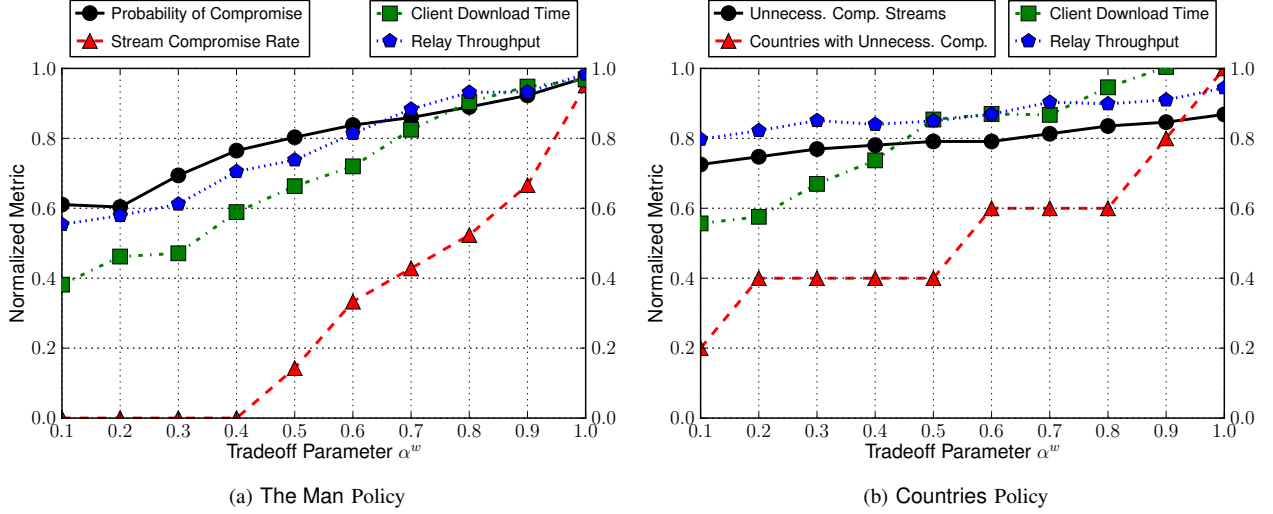 Probability of Compromise
Stream Compromise Rate
Client Download Time
Relay Throughput
1.0
0.8
0.6
0.4
0.2
0.0
Normalized Metric
1.0
0.8
0.6
0.4
0.2
0.0
0.1 0.2 0.3 0.4 0.5 0.6 0.7 0.8 0.9 1.0
Tradeoff Parameter α^w
(a) The Man Policy
Unnecess. Comp. Streams
Countries with Unnecess. Comp.
Client Download Time
Relay Throughput
1.0
0.8
0.6
0.4
0.2
0.0
Normalized Metric
1.0
0.8
0.6
0.4
0.2
0.0
0.1 0.2 0.3 0.4 0.5 0.6 0.7 0.8 0.9 1.0
Tradeoff Parameter α^w
(b) Countries Policy